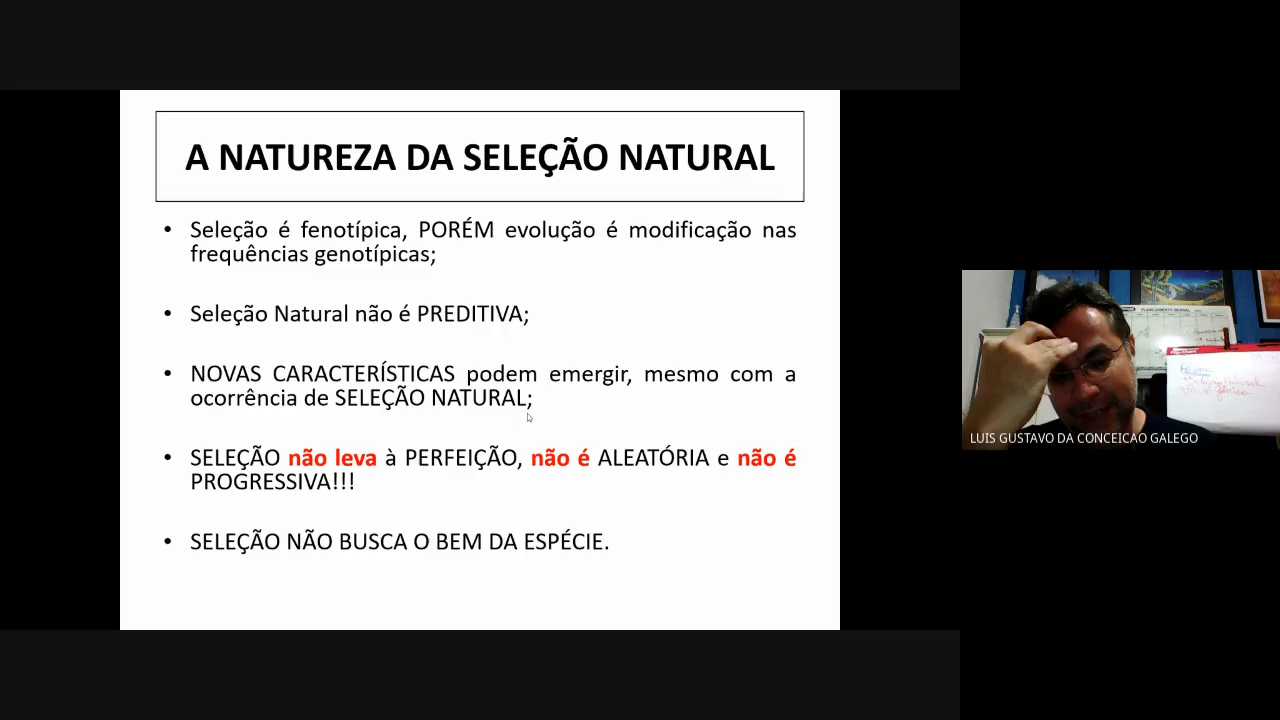 A NATUREZA DA SELEÇÃO NATURAL
• Seleção é fenotípica, PORÉM evolução é modificação nas
frequências genotípicas;
• Seleção Natural não é PREDITIVA;
• NOVAS CARACTERÍSTICAS podem emergir, mesmo com a
ocorrência de SELEÇÃO NATURAL;
• SELEÇÃO não leva à PERFEIÇÃO, não é ALEATÓRIA e não é
PROGRESSIVA!!!
• SELEÇÃO NÃO BUSCA O BEM DA ESPÉCIE.
PLANEJAMENTO MENSAL
LUIS GUSTAVO DA CONCEICAO GALEGO